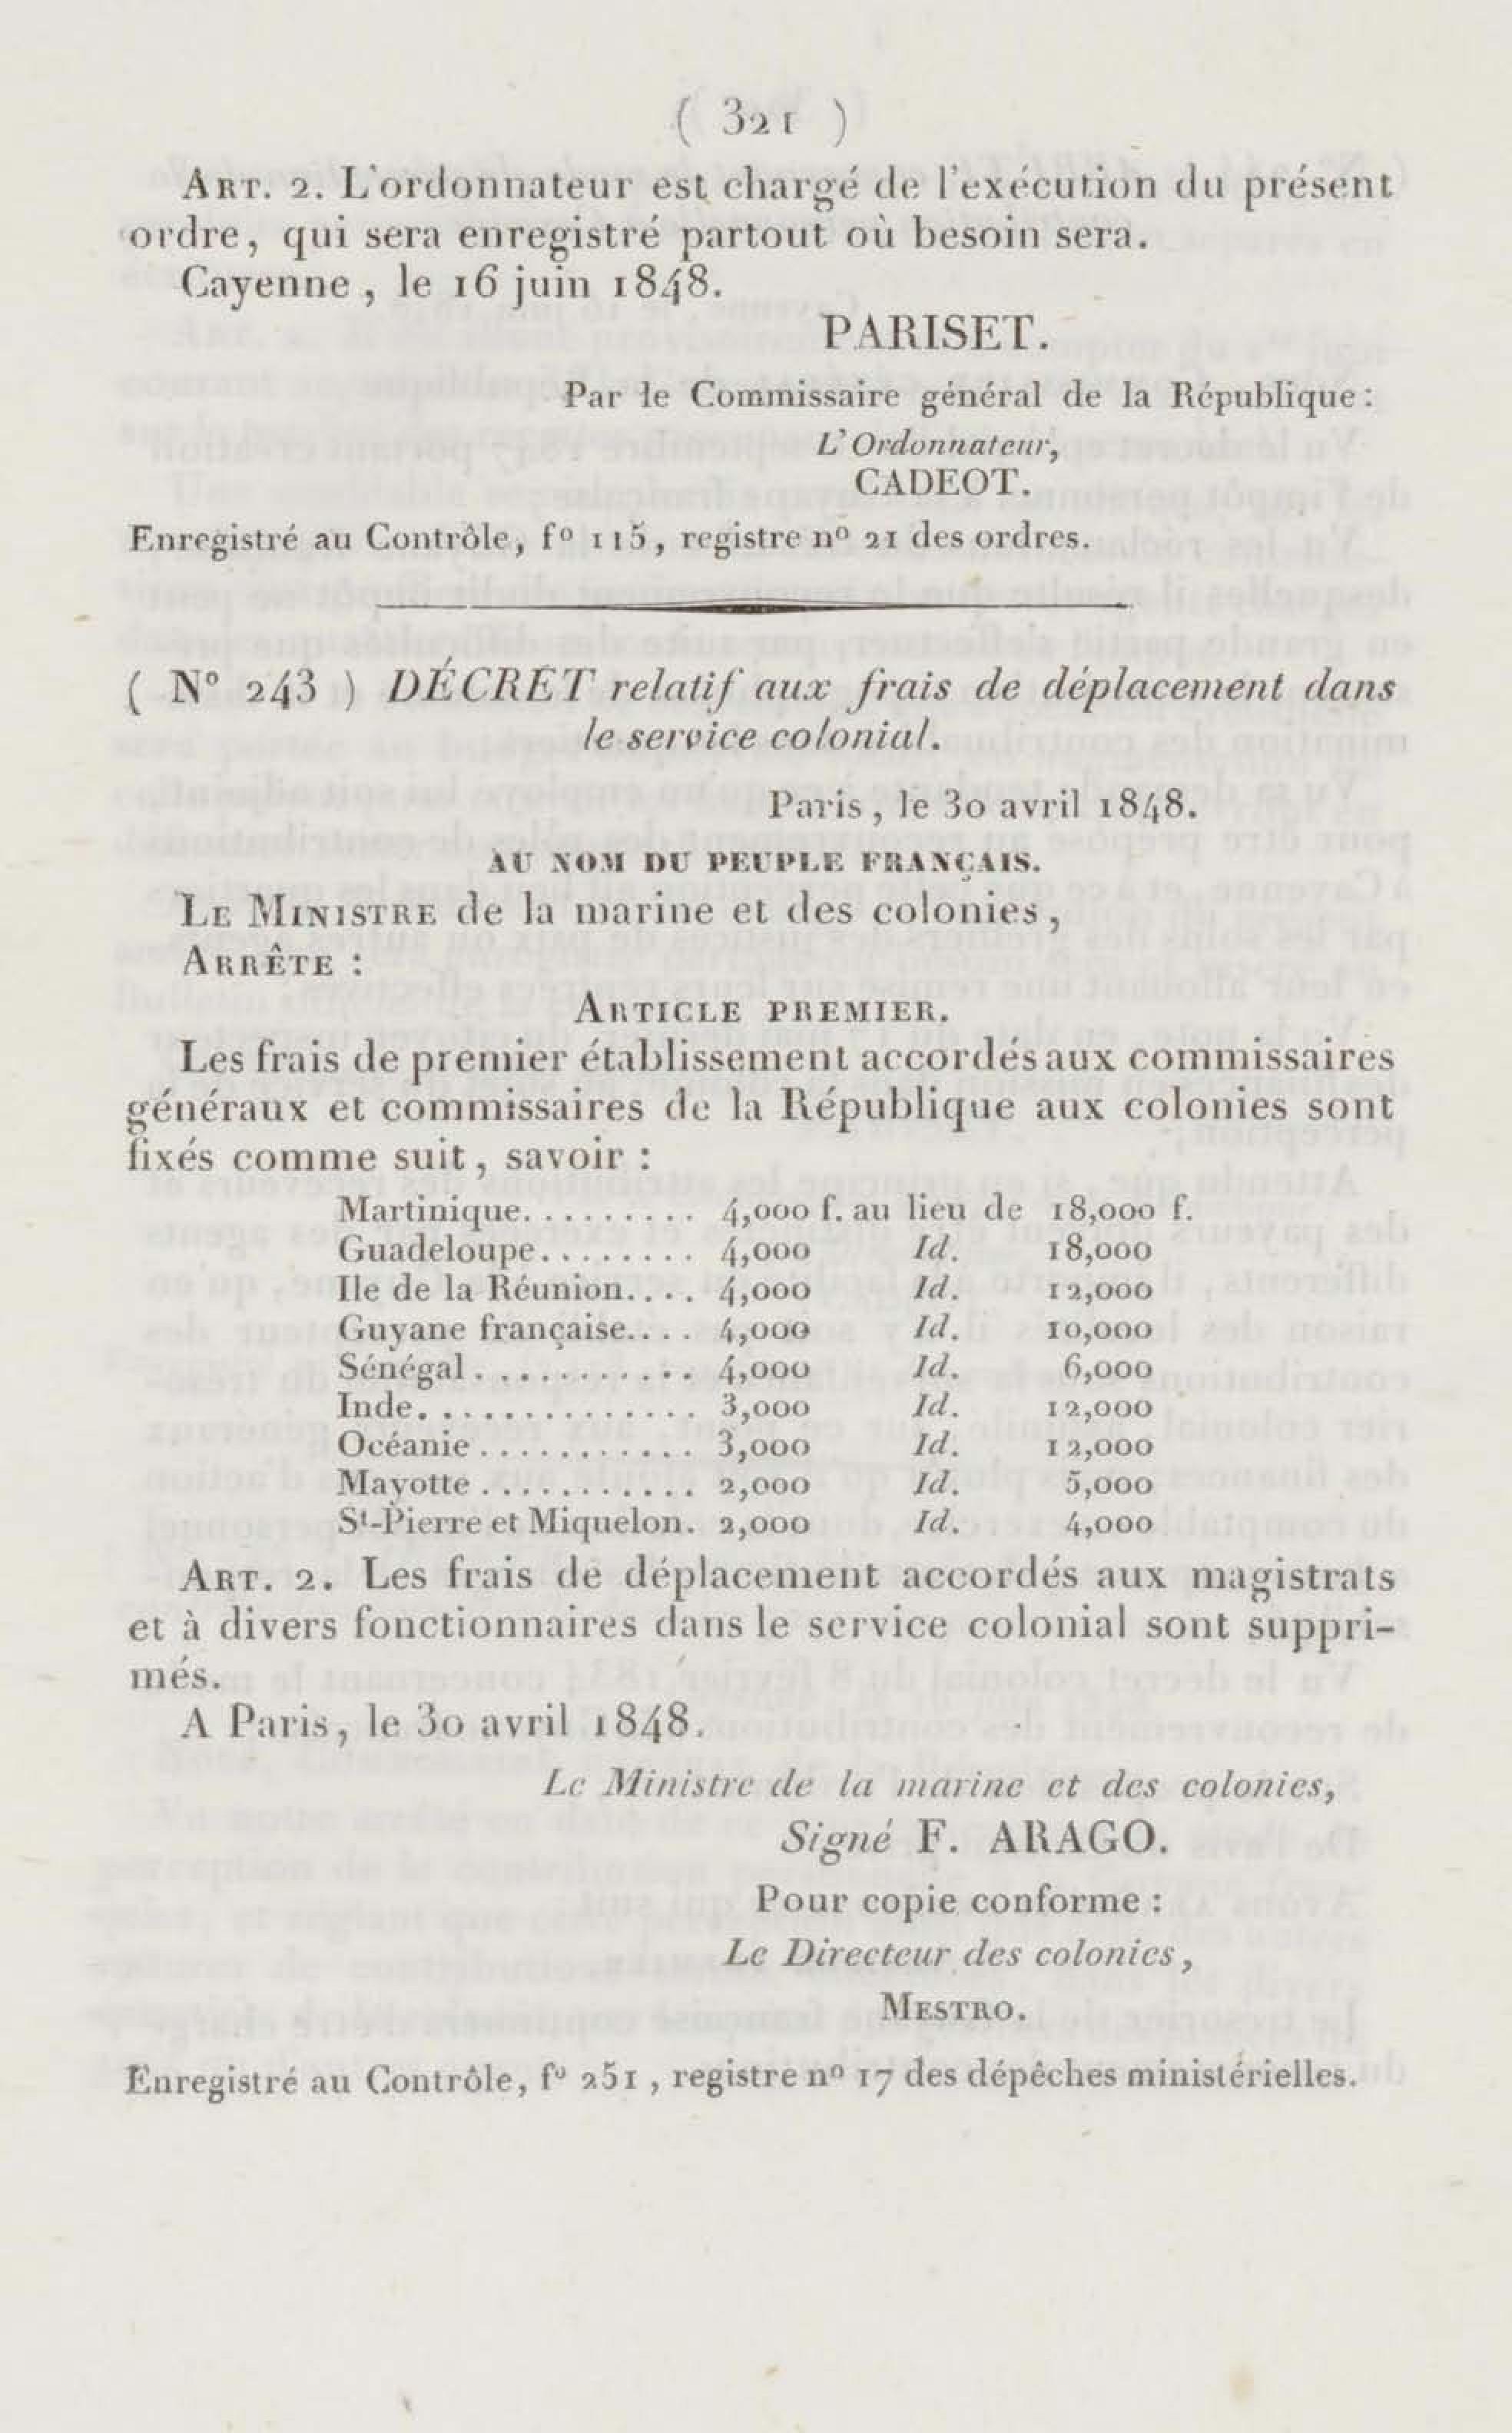 ( 321 )
ART. 2. L'ordonnateur est chargé de l'exécution du présent
ordre, qui sera enregistré partout où besoin sera.
Cayenne, le 16 juin 1848.
PARISET.
Par le Commissaire général de la République:
L'Ordonnateur,
CADEOT.
Enregistré au Contrôle, fº 115, registre nº 21 des ordres.
( Nº 243 ) DÉCRET relatif aux frais de déplacement dans
le service colonial.
Paris, le 30 avril 1848.
AU NOM DU PEUPLE FRANÇAIS.
LE MINISTRE de la marine et des colonies,
ARRÊTE :
ARTICLE PREMIER.
Les frais de premier établissement accordés aux commissaires
généraux et commissaires de la République aux colonies sont
fixés comme suit, savoir :
Martinique.......... 4,000 f. au lieu de 18,000 f.
Guadeloupe........ 4,000 Id. 18,000
Ile de la Réunion.... 4,000 Id. 12,000
Guyane française.... 4,000 Id. 10,000
Sénégal........... 4,000 Id. 6,000
Inde.............. 3,000 Id. 12,000
Océanie........... 3,000 Id. 12,000
Mayotte........... 2,000 Id. 5,000
St-Pierre et Miquelon. 2,000 Id. 4,000
ART. 2. Les frais de déplacement accordés aux magistrats
et à divers fonctionnaires dans le service colonial sont suppri-
més.
A Paris, le 30 avril 1848.
Le Ministre de la marine et des colonies,
Signé F. ARAGO.
Pour copie conforme :
Le Directeur des colonies,
MESTRO.
Enregistré au Contrôle, fº 251, registre nº 17 des dépêches ministérielles.